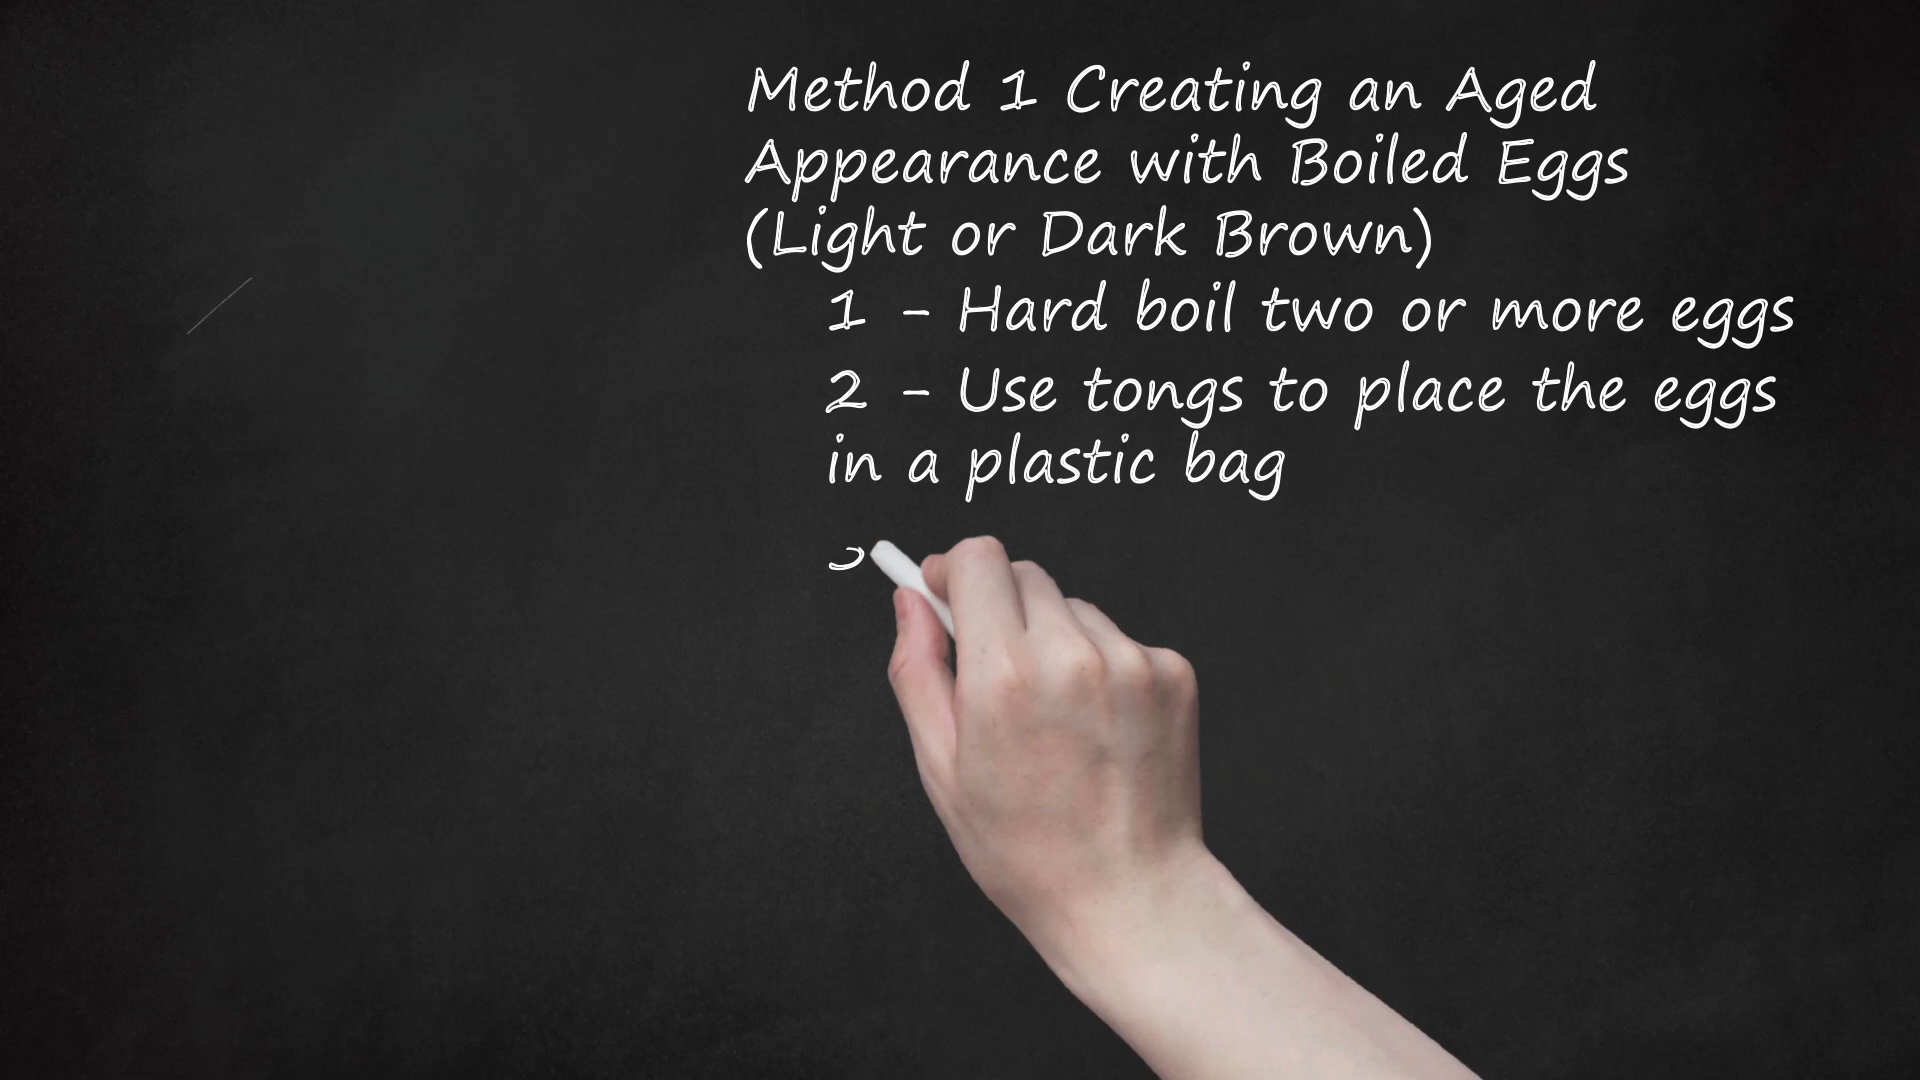 Method 1 Creating an Aged
Appearance with Boiled Eggs
(Light or Dark Brown)
1 - Hard boil two or more eggs
2 - Use tongs to place the eggs
in a plastic bag